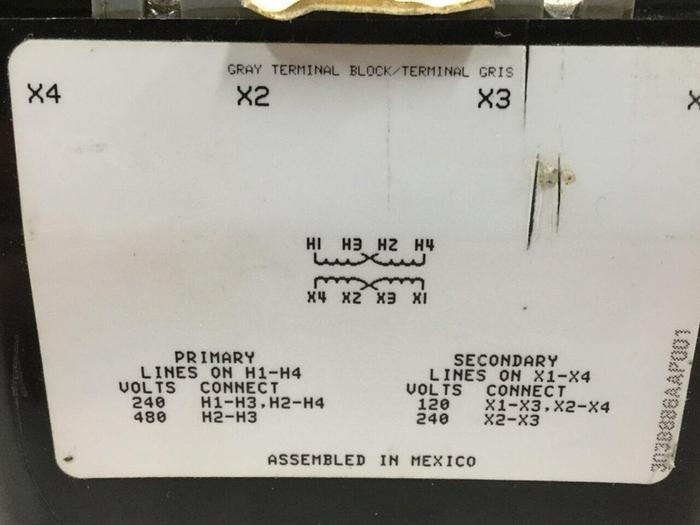 GRAY TERMINAL BLOCK/TERMINAL GRIS
X4 X2 X3 X
H1 H3 H2 H4
X4 X2 X3 X1
PRIMARY
LINES ON H1-H4
VOLTS CONNECT
240 H1-H3,H2-H4
480 H2-H3
SECONDARY
LINES ON X1-X4
VOLTS CONNECT
120 X1-X3,X2-X4
240 X2-X3
ASSEMBLED IN MEXICO